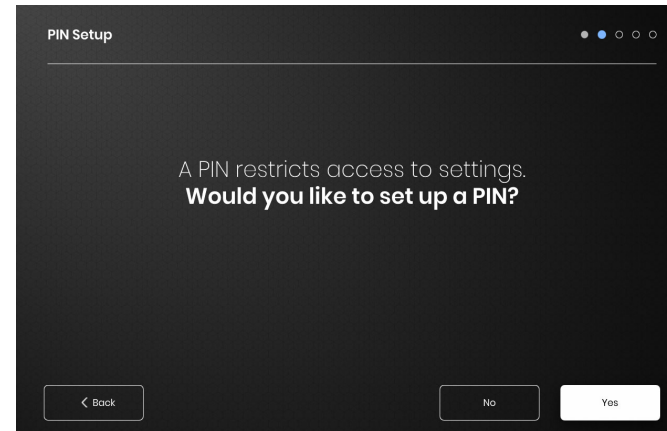 PIN Setup
A PIN restricts access to settings.
Would you like to set up a PIN?
Back
No
Yes